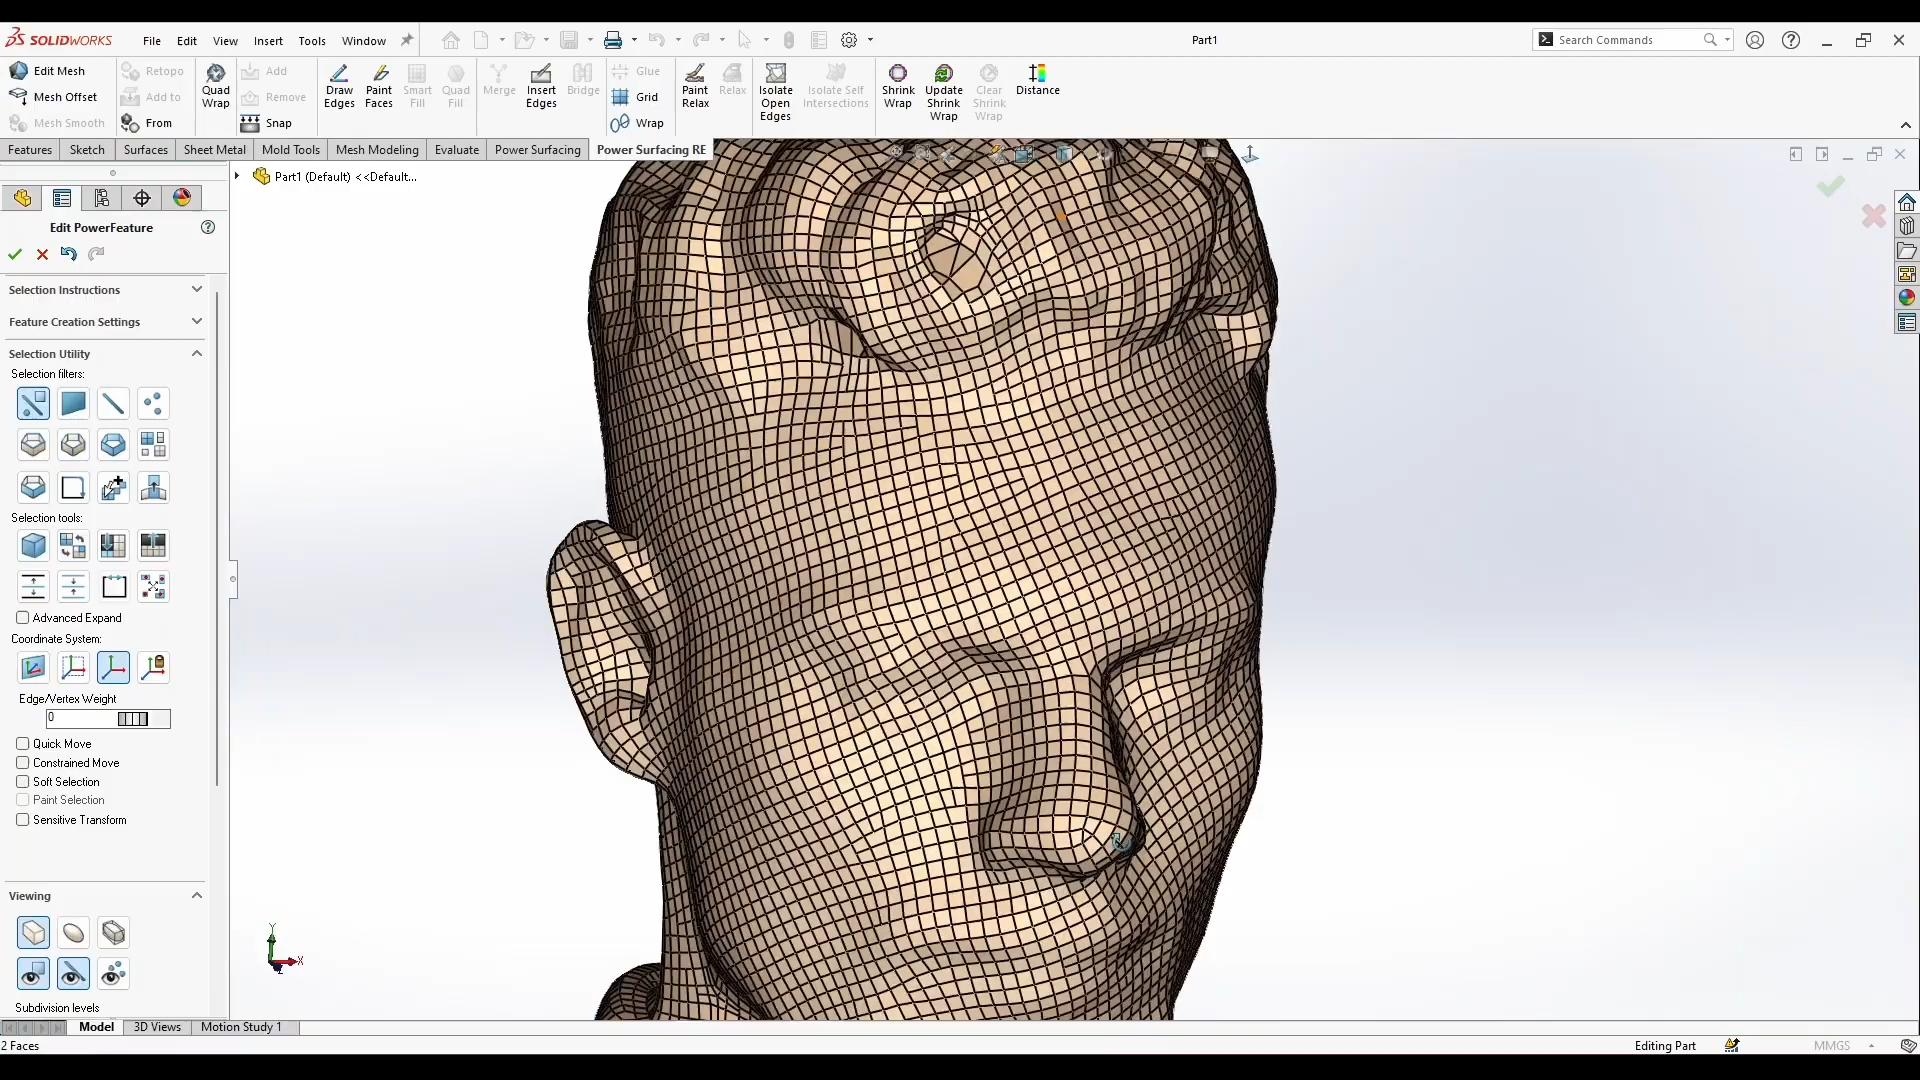 SOLIDWORKS File Edit View Insert Tools Window Part1 Search Commands
Edit Mesh
Mesh Offset
Mesh Smooth
Retopo
Add to
From
Quad
Wrap
Add
Remove
Snap
Draw
Edges
Paint
Faces
Smart
Fill
Quad
Fill
Merge
Insert
Edges
Bridge
Glue
Grid
Wrap
Paint
Relax
Relax
Isolate
Open
Edges
Isolate Self
Intersections
Shrink
Wrap
Update
Shrink
Wrap
Clear
Shrink
Wrap
Distance
Features Sketch Surfaces Sheet Metal Mold Tools Mesh Modeling Evaluate Power Surfacing Power Surfacing RE
Part1 (Default) <<Default...
Edit PowerFeature
Selection Instructions
Feature Creation Settings
Selection Utility
Selection filters:
Selection tools:
Advanced Expand
Coordinate System:
Edge/Vertex Weight
0
Quick Move
Constrained Move
Soft Selection
Paint Selection
Sensitive Transform
Viewing
Subdivision levels
Y
X
Model 3D Views Motion Study 1
2 Faces Editing Part MMGS